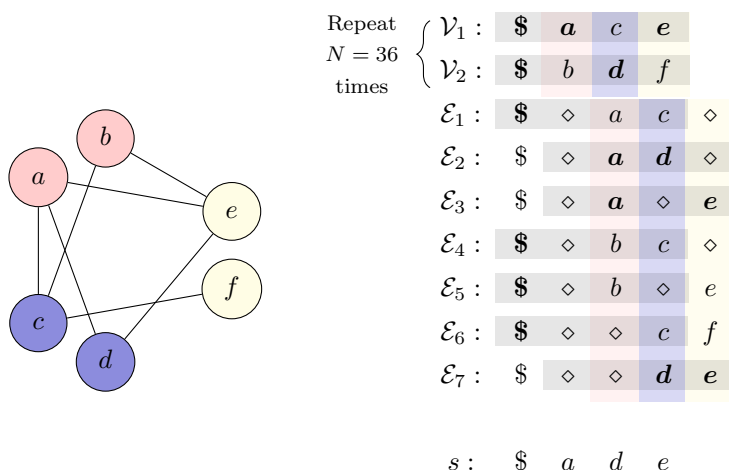 Repeat
N = 36
times
𝒱₁ : $ a c e
𝒱₂ : $ b d f
ℰ₁ : $ ⋄ a c ⋄
ℰ₂ : $ ⋄ a d ⋄
ℰ₃ : $ ⋄ a ⋄ e
ℰ₄ : $ ⋄ b c ⋄
ℰ₅ : $ ⋄ b ⋄ e
ℰ₆ : $ ⋄ ⋄ c f
ℰ₇ : $ ⋄ ⋄ d e
s : $ a d e
b
a
e
f
c
d